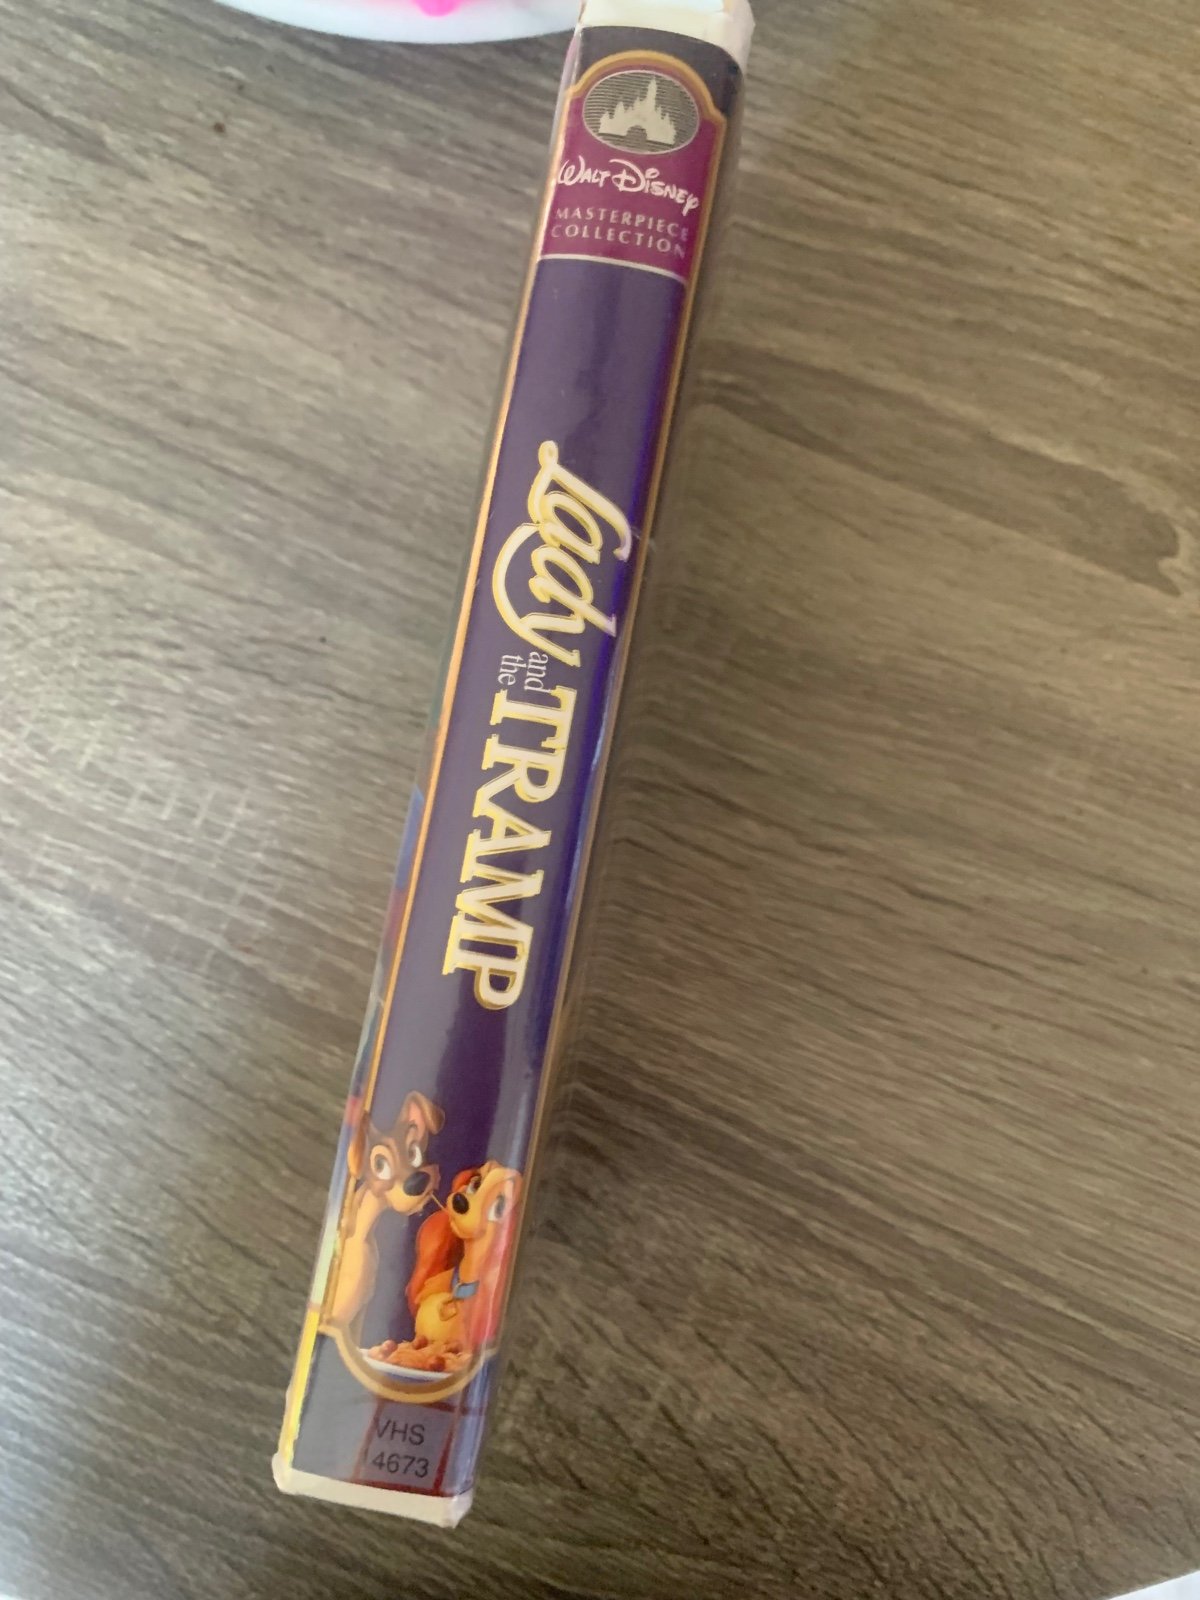 WALT DISNEY
MASTERPIECE
COLLECTION
Lady
and
the
TRAMP
VHS
4673